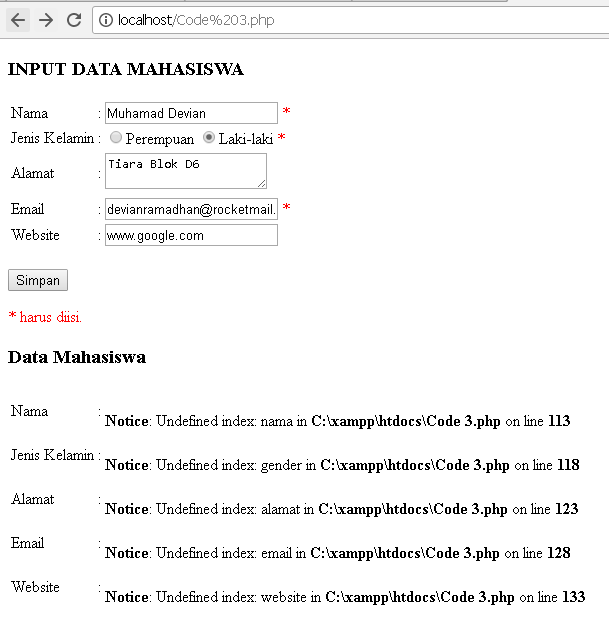 localhost/Code%203.php
INPUT DATA MAHASISWA
Nama : Muhamad Devian *
Jenis Kelamin : Perempuan Laki-laki *
Alamat : Tiara Blok D6
Email : devianramadhan@rocketmail. *
Website : www.google.com
Simpan
* harus diisi.
Data Mahasiswa
Nama :
Notice: Undefined index: nama in C:\xampp\htdocs\Code 3.php on line 113
Jenis Kelamin :
Notice: Undefined index: gender in C:\xampp\htdocs\Code 3.php on line 118
Alamat :
Notice: Undefined index: alamat in C:\xampp\htdocs\Code 3.php on line 123
Email :
Notice: Undefined index: email in C:\xampp\htdocs\Code 3.php on line 128
Website :
Notice: Undefined index: website in C:\xampp\htdocs\Code 3.php on line 133